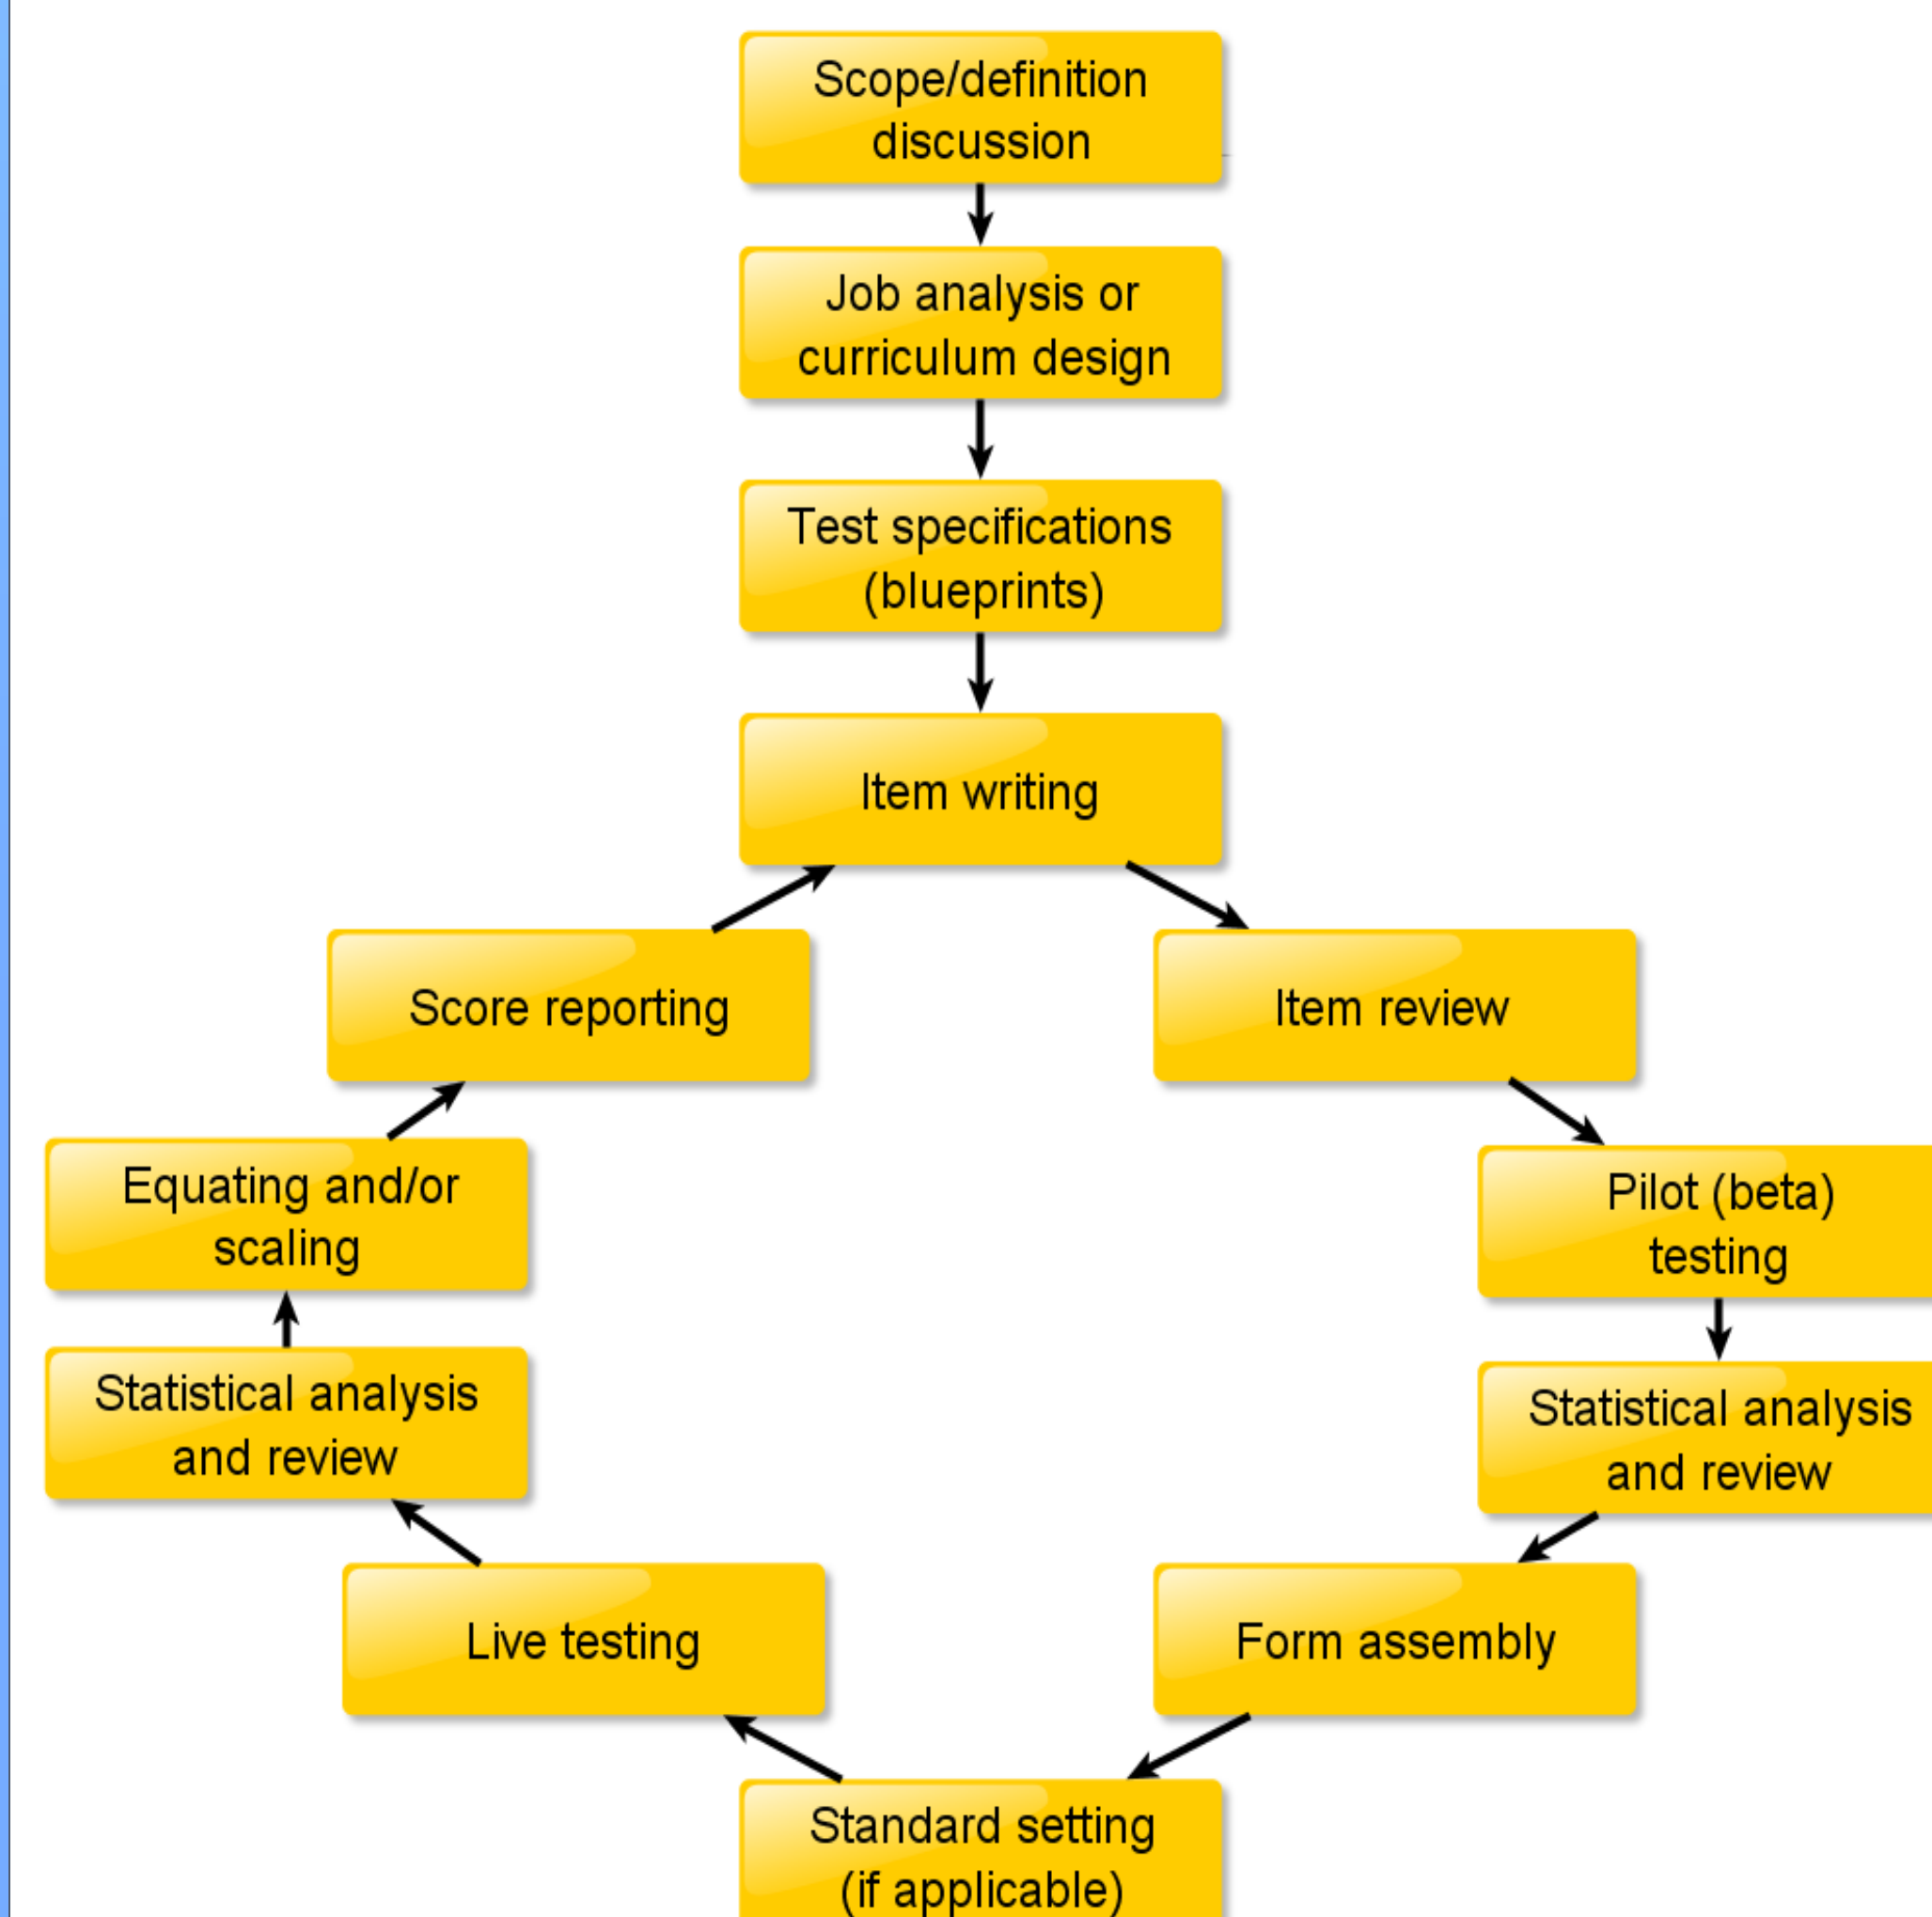 Scope/definition
discussion
Job analysis or
curriculum design
Test specifications
(blueprints)
Item writing
Score reporting
Item review
Equating and/or
scaling
Pilot (beta)
testing
Statistical analysis
and review
Statistical analysis
and review
Live testing
Form assembly
Standard setting
(if applicable)